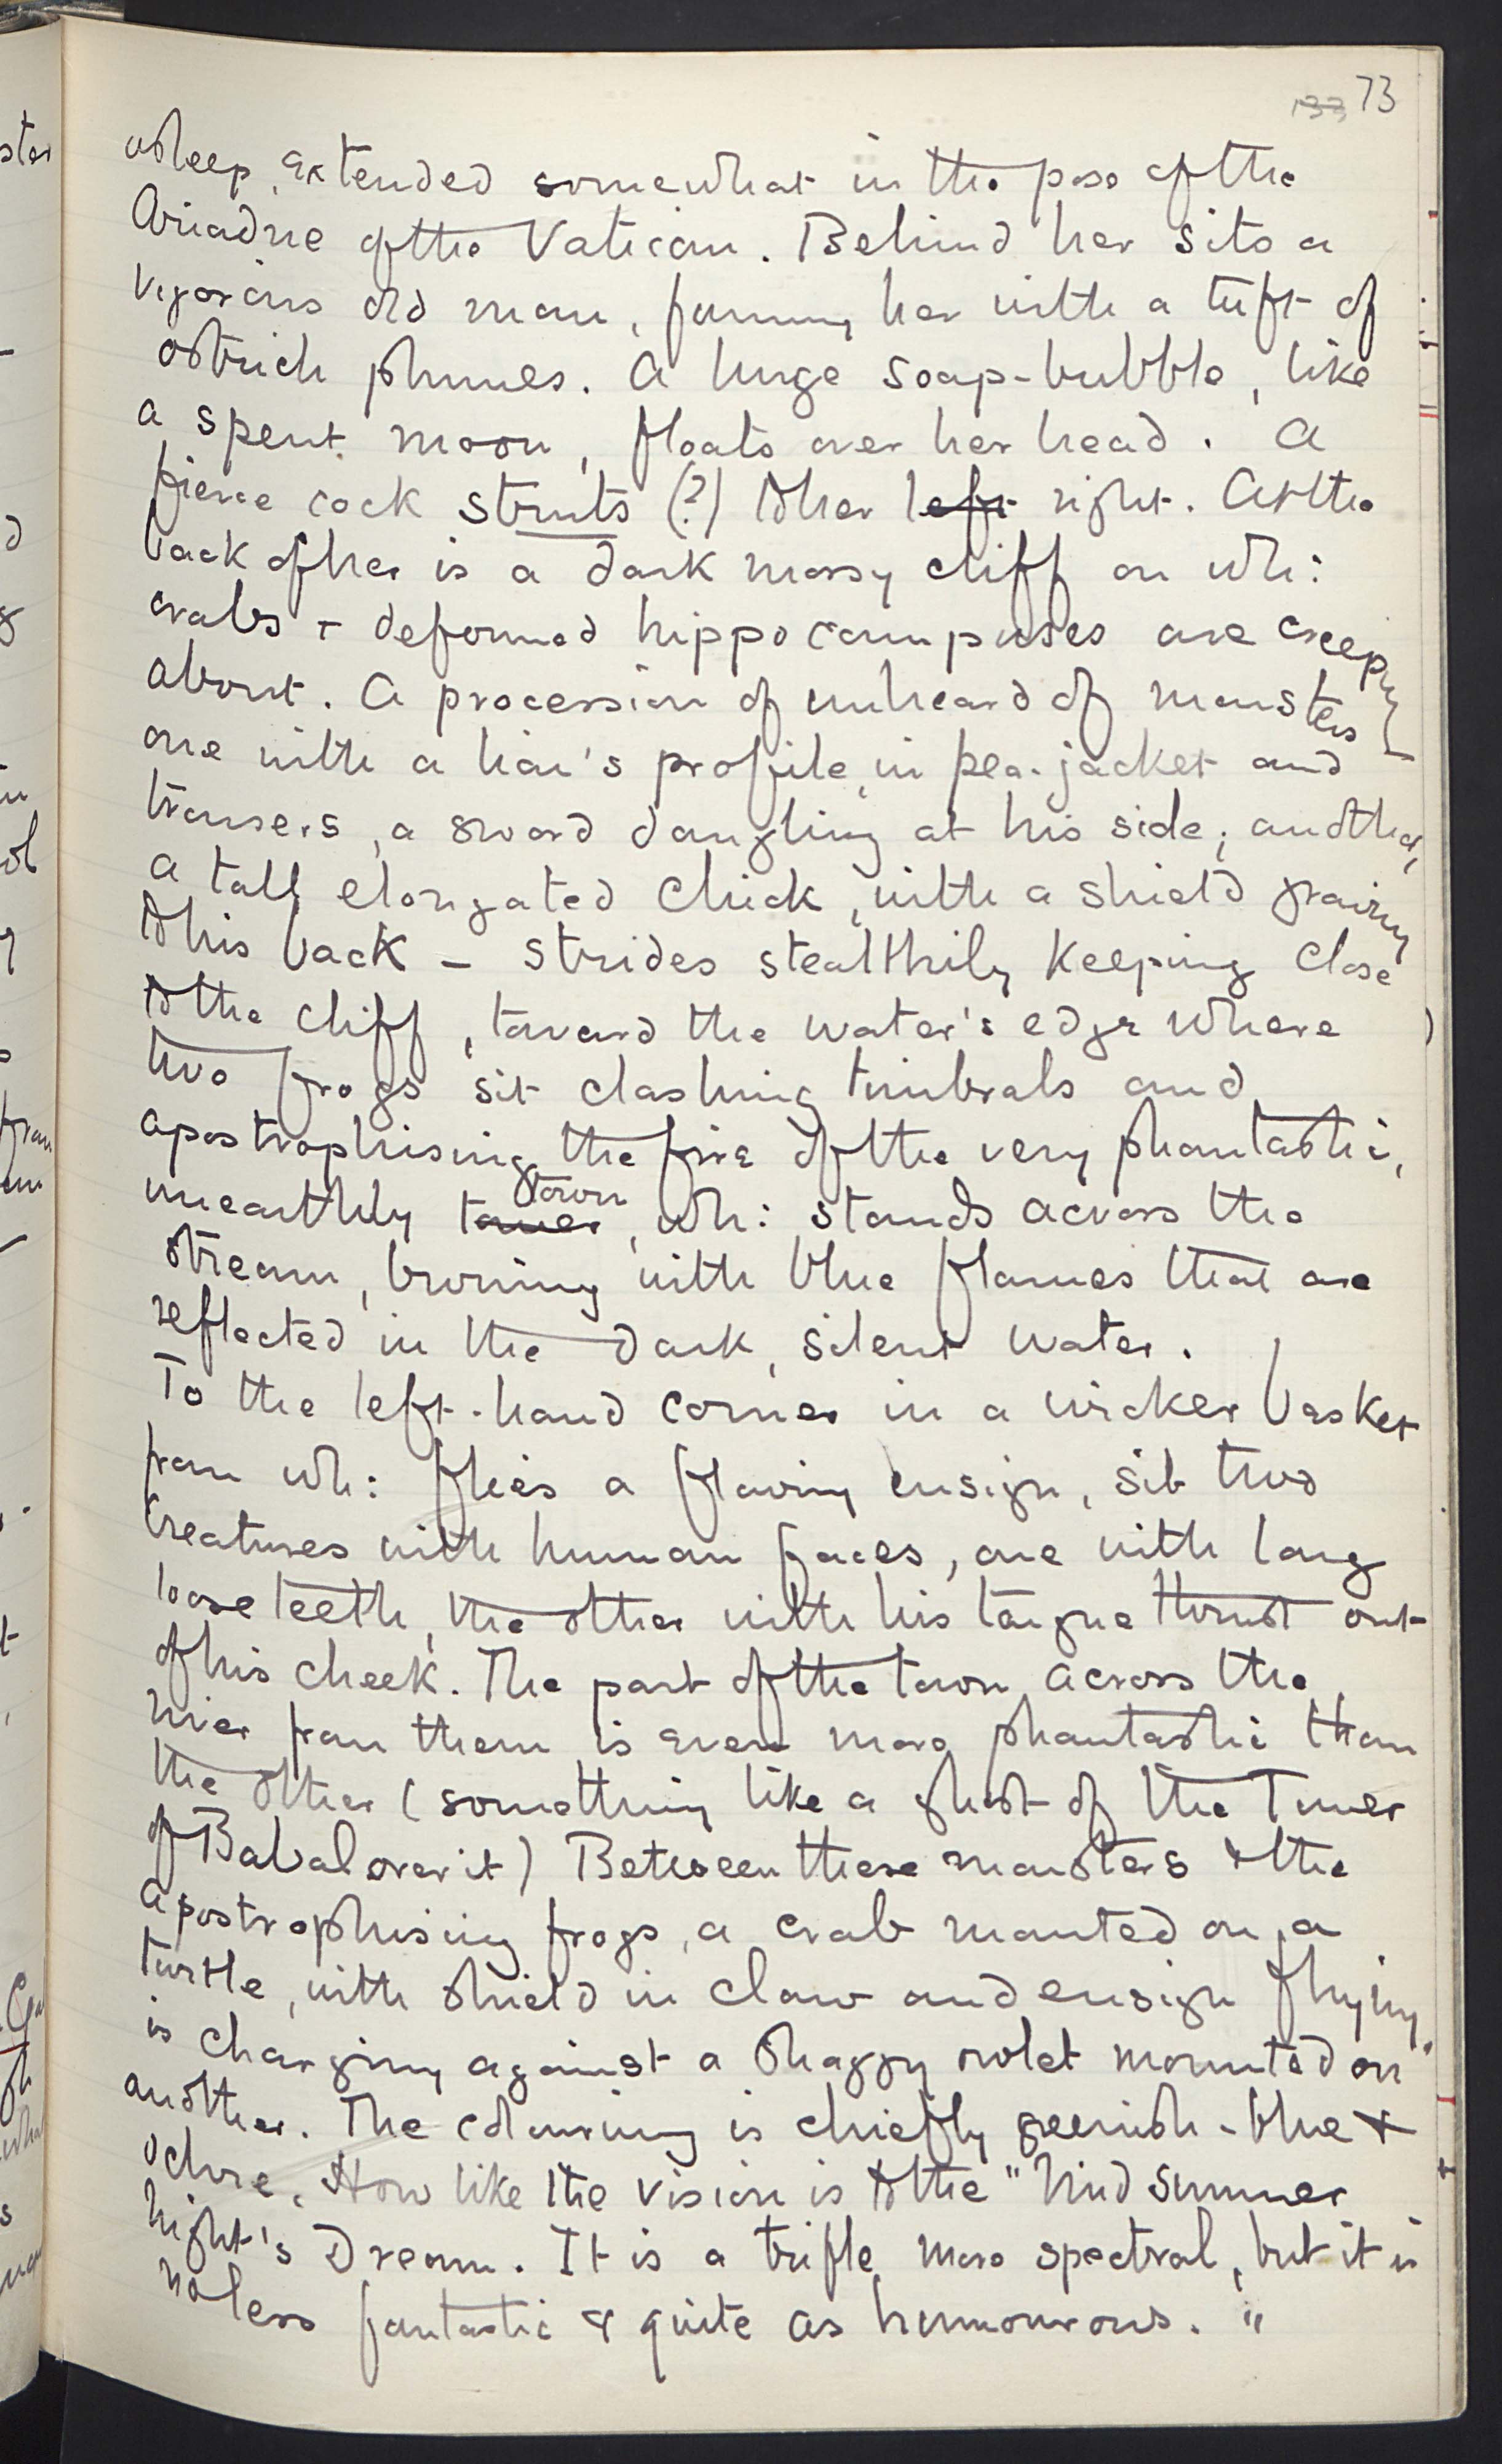 133 73
asleep, extended somewhat in the pose of the
Ariadne of the Vatican. Behind her sits a
vigorous old man, fanning her with a tuft of
ostrich plumes. A huge soap-bubble, like
a spent moon, floats over her head. A
fierce cock struts (?) to her left right. At the
back of her is a dark mossy cliff on wh:
crabs + deformed hippocampuses are creeping
about. A procession of unheard of monsters
one with a liar's profile, in pea-jacket and
trousers, a sword dangling at his side; another,
a tall elongated chick, with a shield
to his back - strides stealthily keeping close
to the cliff, toward the water's edge where
two frogs sit clashing timbrals and
apostrophising the fire of the very phantastic,
unearthly tower town, wh: stands across the
stream, burning with blue flames that are
reflected in the dark, silent water.
To the left-hand corner in a wicker basket
from wh: flies a flaming ensign, sit two
creatures with human faces, one with long
loose teeth, the other with his tongue thrust out
of his cheek. The part of the town across the
river from them is even more phantastic than
the other (something like a ghost of the Tower
of Babal over it) Between these monsters & the
apostrophising frogs, a crab mounted on a
turtle, with shield in claw and ensign flying,
is charging against a shaggy owlet mounted on
another. The colouring is chiefly greenish-blue &
ochre. How like the vision is to the "Midsummer
night's Dream. It is a trifle more spectral, but it is
no less fantastic & quite as humourous."